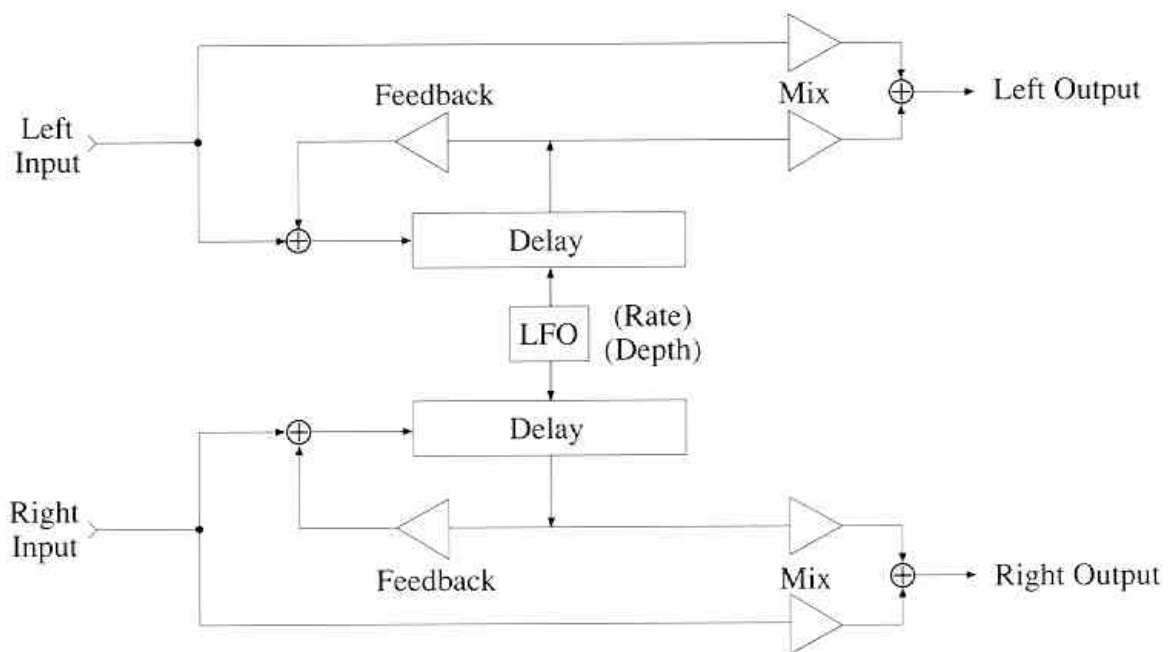 Feedback
Mix
Left Output
Left
Input
Delay
LFO
(Rate)
(Depth)
Delay
Right
Input
Feedback
Mix
Right Output